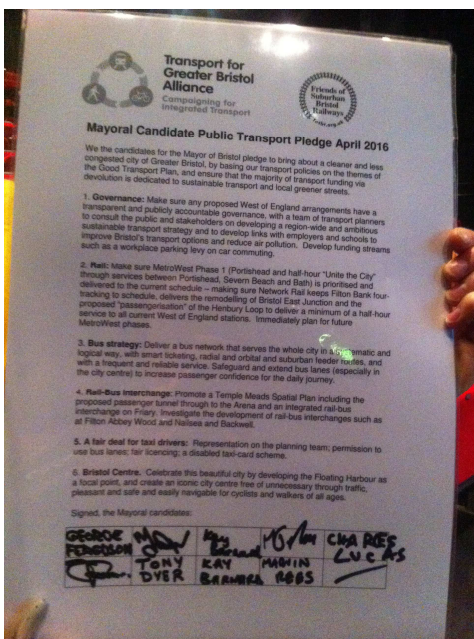 Transport for
Greater Bristol
Alliance
Campaigning for
Integrated Transport
Friends of
Suburban
Bristol
Railways
Mayoral Candidate Public Transport Pledge April 2016
We the candidates for the Mayor of Bristol pledge to bring about a cleaner and less
congested city of Greater Bristol, by basing our transport policies on the themes of
the Good Transport Plan, and ensure that the majority of transport funding via
devolution is dedicated to sustainable transport and local greener streets.
1. Governance: Make sure any proposed West of England arrangements have a
transparent and publicly accountable governance, with a team of transport planners
to consult the public and stakeholders on developing a region-wide and ambitious
sustainable transport strategy and to develop links with employers and schools to
improve Bristol's transport options and reduce air pollution. Develop funding streams
such as a workplace parking levy on car commuting.
2. Rail: Make sure MetroWest Phase 1 (Portishead and half-hour "Unite the City"
through services between Portishead, Severn Beach and Bath) is prioritised and
delivered to the current schedule – making sure Network Rail keeps Filton Bank four-
tracking to schedule, delivers the remodelling of Bristol East Junction and the
proposed "passengerisation" of the Henbury Loop to deliver a minimum of a half-hour
service to all current West of England stations. Immediately plan for future
MetroWest phases.
3. Bus strategy: Deliver a bus network that serves the whole city in a and
logical way, with smart ticketing, radial and orbital and suburban feeder routes, and
with a frequent and reliable service. Safeguard and extend bus lanes (especially in
the city centre) to increase passenger confidence for the daily journey.
4. Rail-Bus Interchange: Promote a Temple Meads Spatial Plan including the
proposed passenger tunnel through to the Arena and an integrated rail-bus
interchange on Friary. Investigate the development of rail-bus interchanges such as
at Filton Abbey Wood and Nailsea and Backwell.
5. A fair deal for taxi drivers: Representation on the planning team; permission to
use bus lanes; fair licencing; a disabled taxi-card scheme.
6. Bristol Centre. Celebrate this beautiful city by developing the Floating Harbour as
a focal point, and create an iconic city centre free of unnecessary through traffic,
pleasant and safe and easily navigable for cyclists and walkers of all ages.
Signed, the Mayoral candidates:
GEORGE FERGUSON
Kay Barnard
CHARLES LUCAS
TONY DYER
KAY BARNARD
MARVIN REES